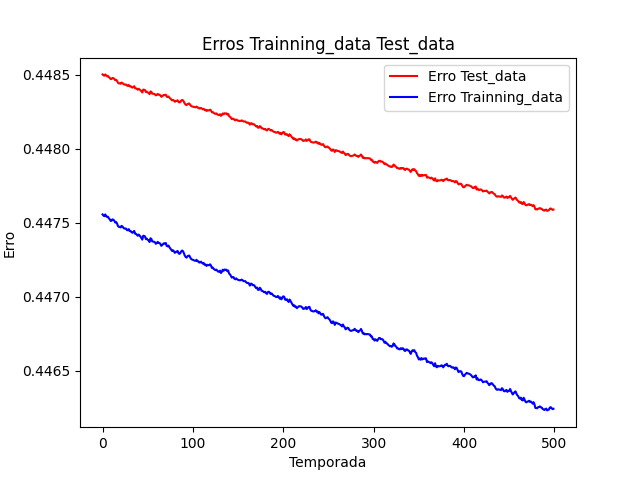 Erros Trainning_data Test_data
Erro Test_data
Erro Trainning_data
Erro
0.4485
0.4480
0.4475
0.4470
0.4465
0 100 200 300 400 500
Temporada